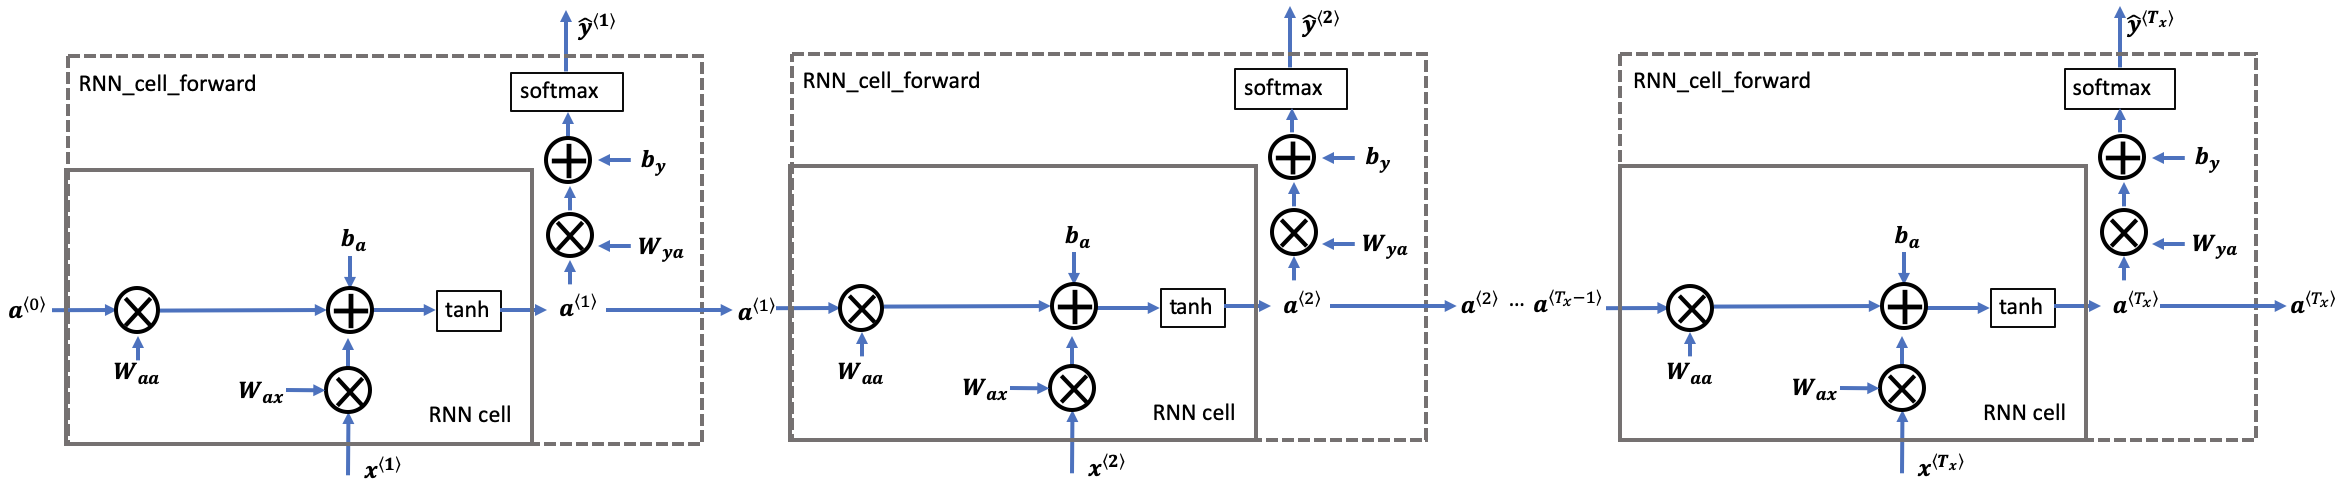 ŷ⟨1⟩
RNN_cell_forward
softmax
b_y
W_ya
b_a
a⟨0⟩
tanh
a⟨1⟩
W_aa
W_ax
RNN cell
x⟨1⟩
a⟨1⟩
ŷ⟨2⟩
RNN_cell_forward
softmax
b_y
W_ya
b_a
tanh
a⟨2⟩
W_aa
W_ax
RNN cell
x⟨2⟩
a⟨2⟩ ... a⟨T_x−1⟩
ŷ⟨T_x⟩
RNN_cell_forward
softmax
b_y
W_ya
b_a
tanh
a⟨T_x⟩
W_aa
W_ax
RNN cell
x⟨T_x⟩
a⟨T_x⟩